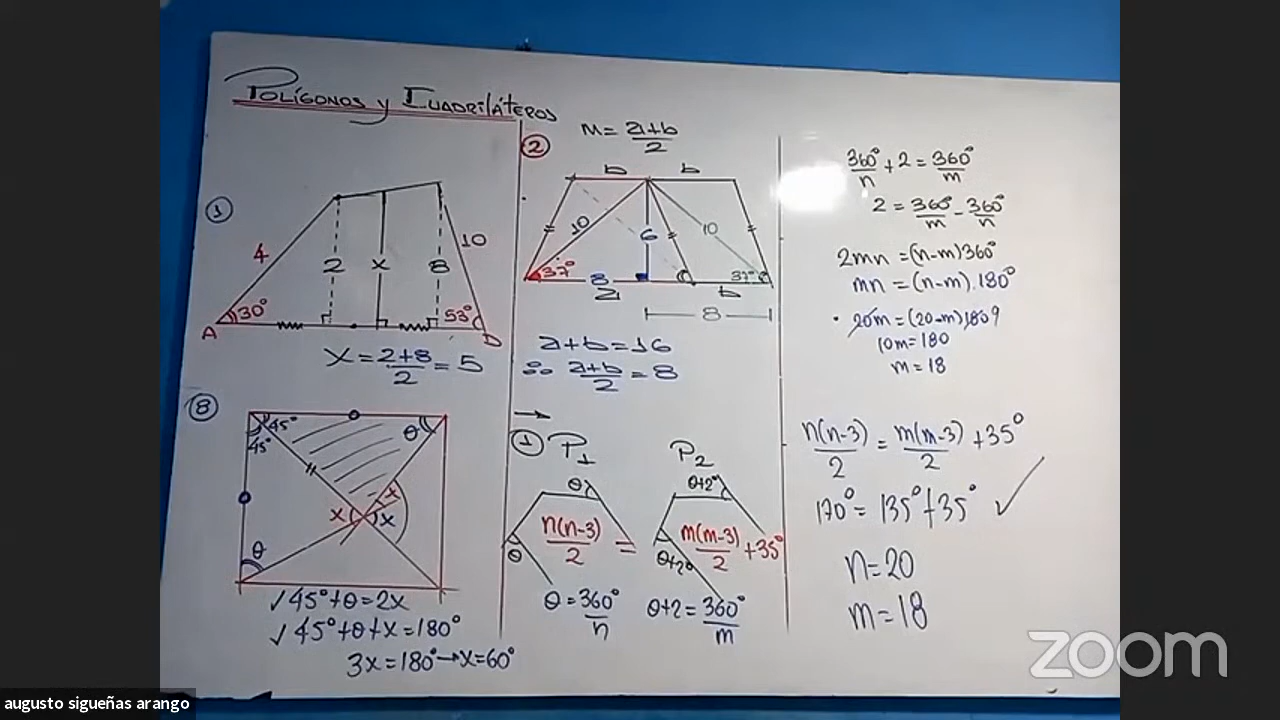 POLÍGONOS y CUADRILÁTEROS
1
4
2
x
8
10
30°
53°
A
D
x = 2+8/2 = 5
2
M = a+b/2
b
b
10
6
10
37°
8
37°
a
b
8
a+b = 16
∴ a+b/2 = 8
360°/n + 2 = 360°/m
2 = 360°/m - 360°/n
2mn = (n-m)360°
mn = (n-m).180°
20m = (20-m)180
10m = 180
m = 18
8
45°
45°
θ
x
x
x
θ
✓ 45°+θ = 2x
✓ 45°+θ+x = 180°
3x = 180° → x = 60°
→
1
P1
P2
θ
θ+2°
n(n-3)/2 = m(m-3)/2 + 35°
θ
θ+2°
θ = 360°/n
θ+2 = 360°/m
n(n-3)/2 = m(m-3)/2 + 35°
170° = 135° + 35° ✓
n = 20
m = 18
zoom
augusto sigueñas arango